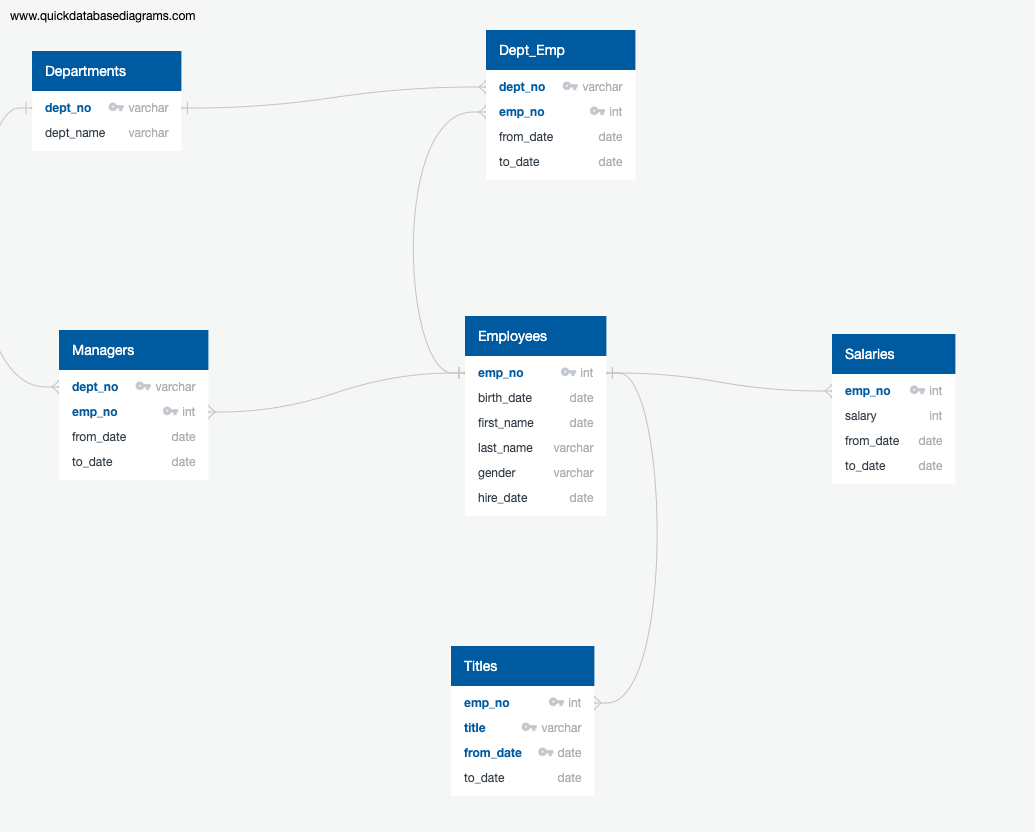 www.quickdatabasediagrams.com
Departments
dept_no varchar
dept_name varchar
Dept_Emp
dept_no varchar
emp_no int
from_date date
to_date date
Managers
dept_no varchar
emp_no int
from_date date
to_date date
Employees
emp_no int
birth_date date
first_name date
last_name varchar
gender varchar
hire_date date
Salaries
emp_no int
salary int
from_date date
to_date date
Titles
emp_no int
title varchar
from_date date
to_date date